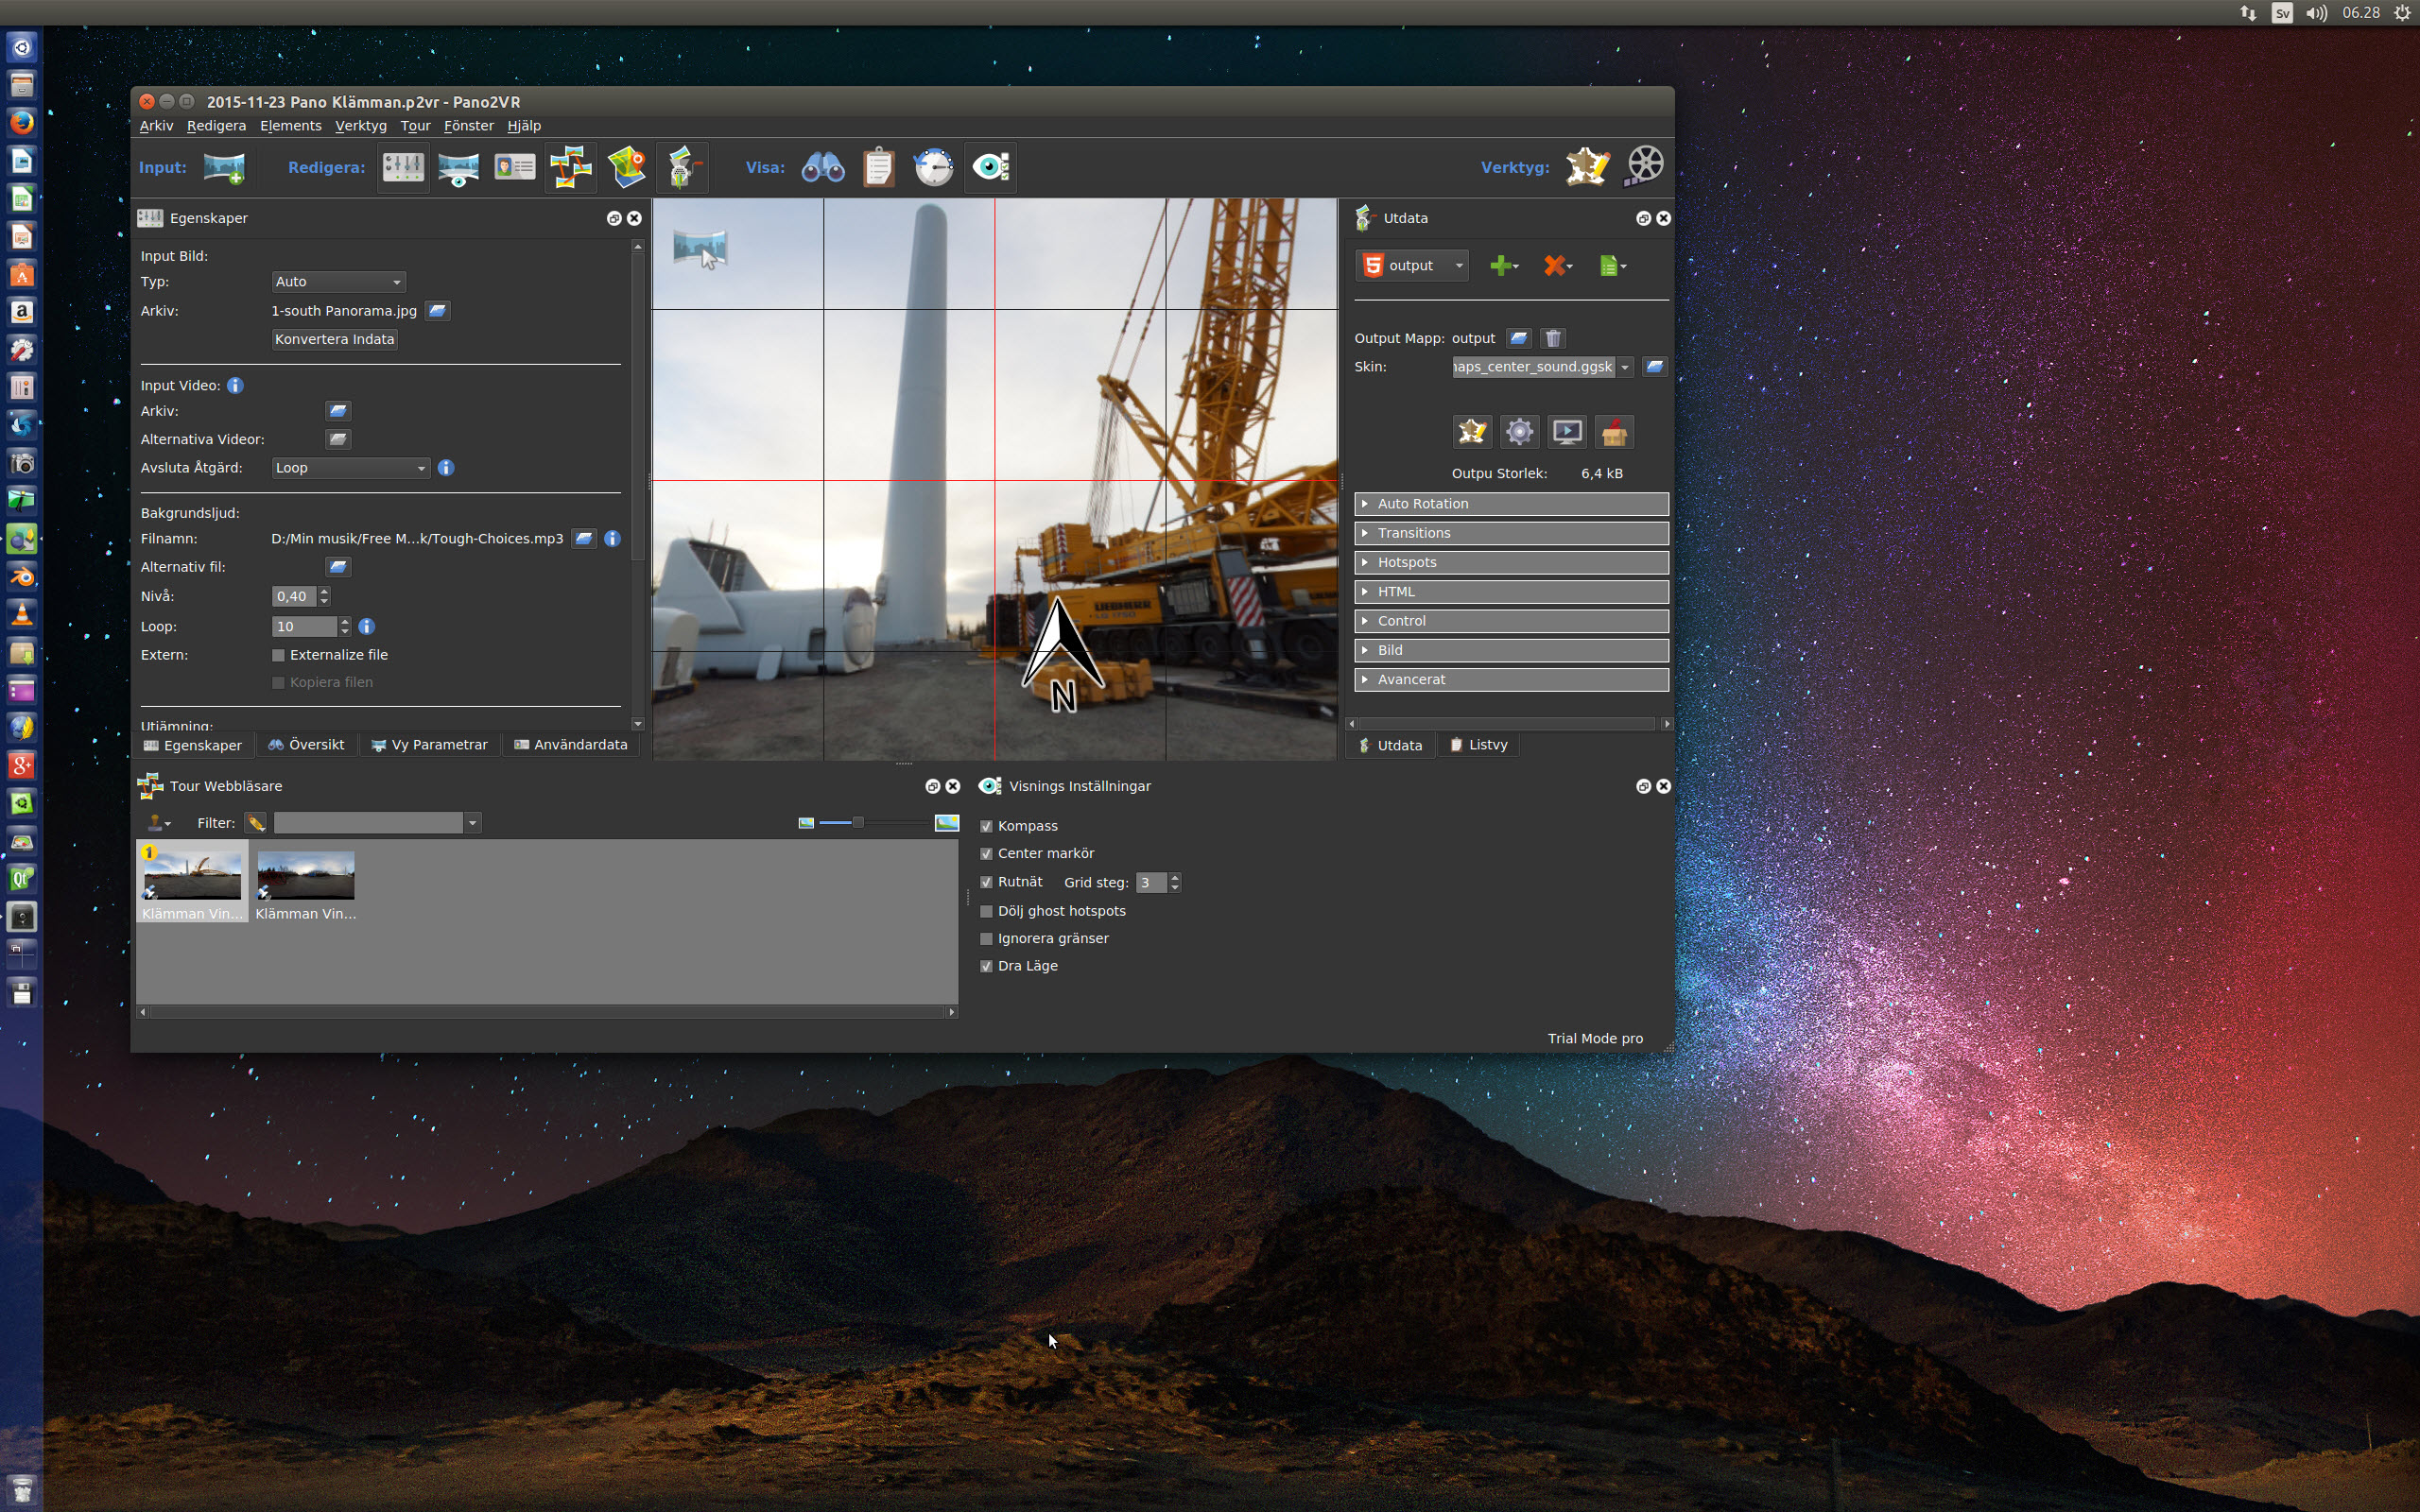 Sv
06.28
2015-11-23 Pano Klämman.p2vr - Pano2VR
Arkiv Redigera Elements Verktyg Tour Fönster Hjälp
Input: Redigera: Visa: Verktyg:
Egenskaper
Input Bild:
Typ: Auto
Arkiv: 1-south Panorama.jpg
Konvertera Indata
Input Video:
Arkiv:
Alternativa Videor:
Avsluta Åtgärd: Loop
Bakgrundsljud:
Filnamn: D:/Min musik/Free M...k/Tough-Choices.mp3
Alternativ fil:
Nivå: 0,40
Loop: 10
Extern: Externalize file
Kopiera filen
Utjämning:
Egenskaper Översikt Vy Parametrar Användardata
LIEBHERR
N
Utdata
output
Output Mapp: output
Skin: naps_center_sound.ggsk
Outpu Storlek: 6,4 kB
Auto Rotation
Transitions
Hotspots
HTML
Control
Bild
Avancerat
Utdata Listvy
Tour Webbläsare
Filter:
1
Klämman Vin... Klämman Vin...
Visnings Inställningar
Kompass
Center markör
Rutnät Grid steg: 3
Dölj ghost hotspots
Ignorera gränser
Dra Läge
Trial Mode pro